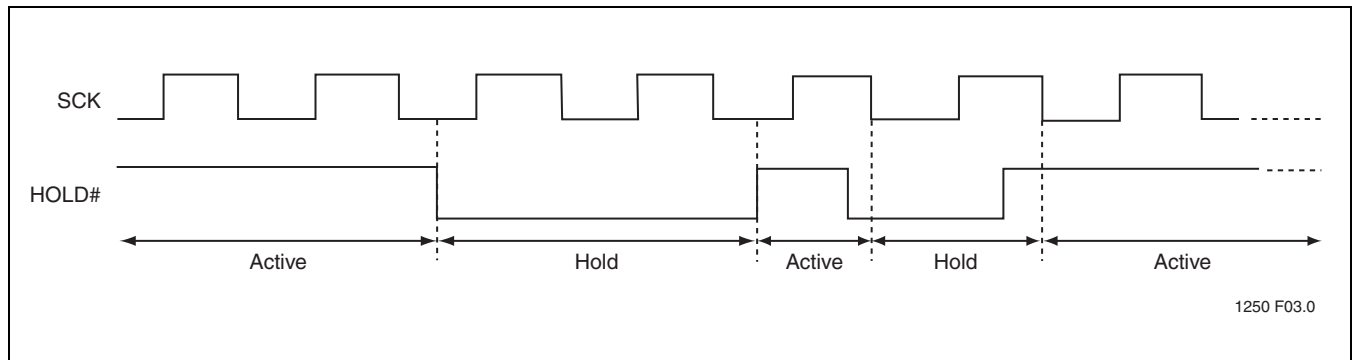 SCK
HOLD#
Active Hold Active Hold Active
1250 F03.0